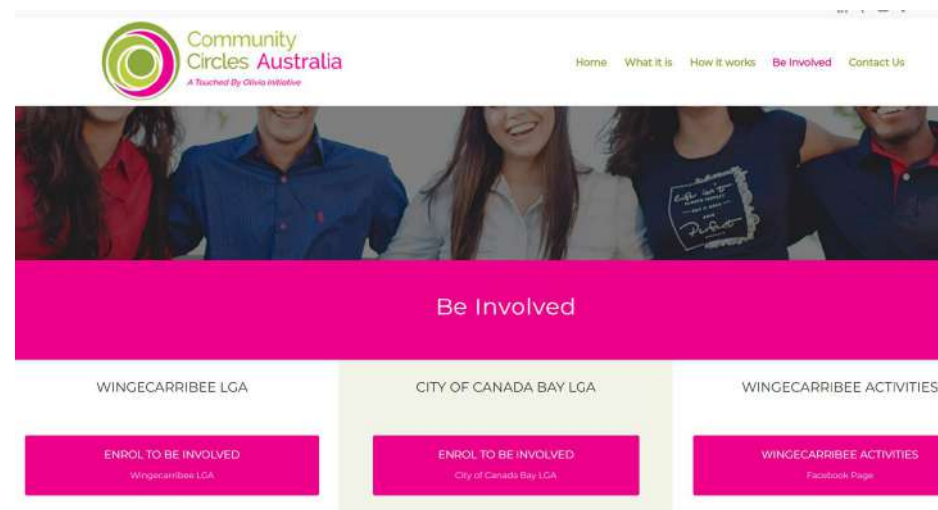 Community
Circles Australia
A Touched By Olivia Initiative
Home What it is How it works Be Involved Contact Us
Perfect
Be Involved
WINGECARRIBEE LGA
CITY OF CANADA BAY LGA
WINGECARRIBEE ACTIVITIES
ENROL TO BE INVOLVED
Wingecarribee LGA
ENROL TO BE INVOLVED
City of Canada Bay LGA
WINGECARRIBEE ACTIVITIES
Facebook Page